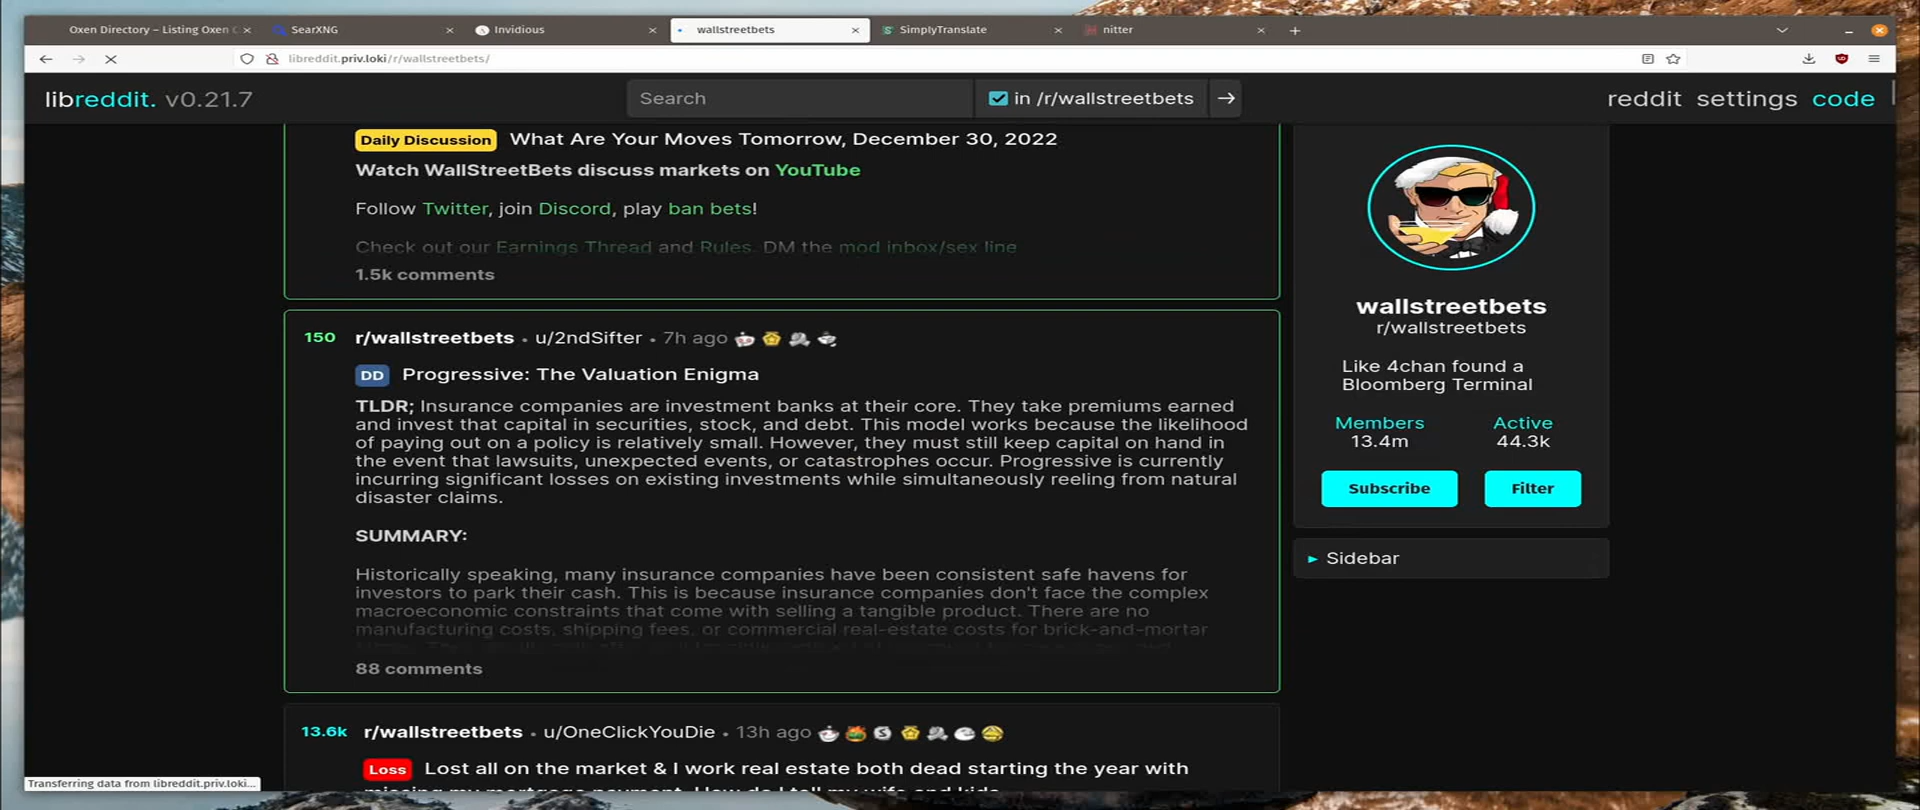 Oxen Directory – Listing Oxen
SearXNG
Invidious
wallstreetbets
SimplyTranslate
nitter
libreddit.priv.loki/r/wallstreetbets/
libreddit. v0.21.7
Search
in /r/wallstreetbets
reddit settings code
Daily Discussion What Are Your Moves Tomorrow, December 30, 2022
Watch WallStreetBets discuss markets on YouTube
Follow Twitter, join Discord, play ban bets!
Check out our Earnings Thread and Rules. DM the mod inbox/sex line
1.5k comments
150 r/wallstreetbets • u/2ndSifter • 7h ago
DD Progressive: The Valuation Enigma
TLDR; Insurance companies are investment banks at their core. They take premiums earned
and invest that capital in securities, stock, and debt. This model works because the likelihood
of paying out on a policy is relatively small. However, they must still keep capital on hand in
the event that lawsuits, unexpected events, or catastrophes occur. Progressive is currently
incurring significant losses on existing investments while simultaneously reeling from natural
disaster claims.
SUMMARY:
Historically speaking, many insurance companies have been consistent safe havens for
investors to park their cash. This is because insurance companies don't face the complex
macroeconomic constraints that come with selling a tangible product. There are no
manufacturing costs, shipping fees, or commercial real-estate costs for brick-and-mortar
88 comments
13.6k r/wallstreetbets • u/OneClickYouDie • 13h ago
Loss Lost all on the market & I work real estate both dead starting the year with
missing my mortgage payment. How do I tell my wife and kids
wallstreetbets
r/wallstreetbets
Like 4chan found a
Bloomberg Terminal
Members Active
13.4m 44.3k
Subscribe Filter
► Sidebar
Transferring data from libreddit.priv.loki...